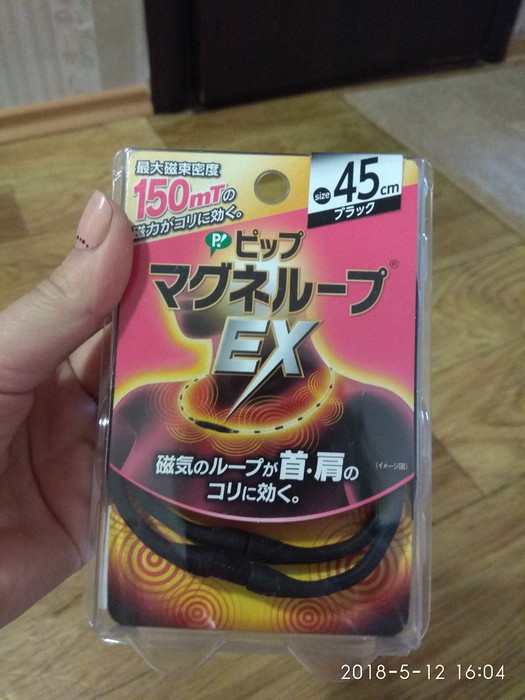 最大磁束密度
150mTの
磁力がコリに効く。
size 45cm
ブラック
P! ピップ
マグネループ®
EX
磁気のループが首・肩の
(イメージ図)
コリに効く。
2018-5-12 16:04